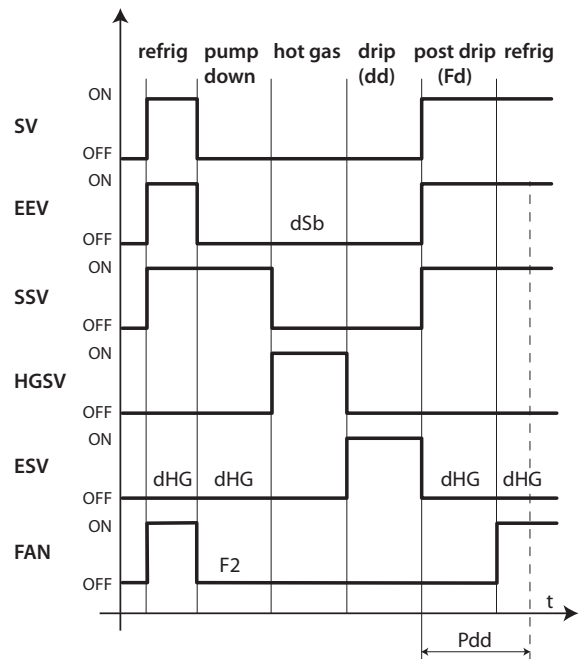 refrig pump hot gas drip post drip refrig
down (dd) (Fd)
ON
SV
OFF
ON
EEV
dSb
OFF
ON
SSV
OFF
ON
HGSV
OFF
ON
ESV
dHG dHG dHG dHG
OFF
ON
FAN
F2
OFF
t
Pdd